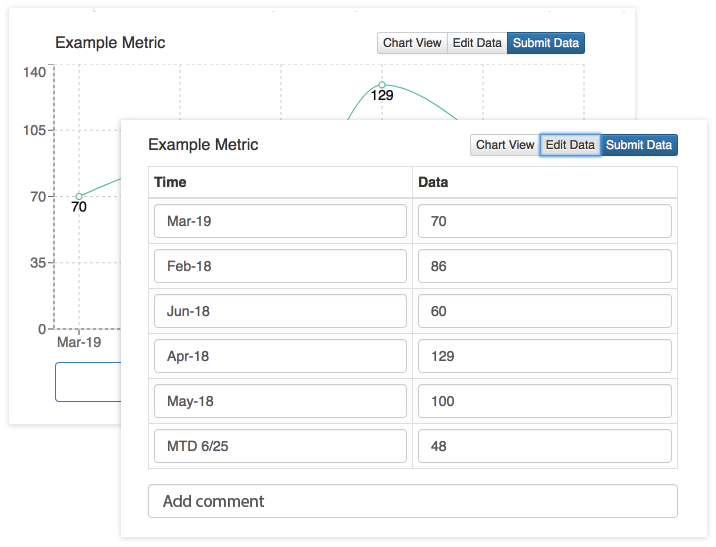 Example Metric
Chart View Edit Data Submit Data
140
129
105
70
70
35
0
Mar-19
Example Metric
Chart View Edit Data Submit Data
Time Data
Mar-19 70
Feb-18 86
Jun-18 60
Apr-18 129
May-18 100
MTD 6/25 48
Add comment